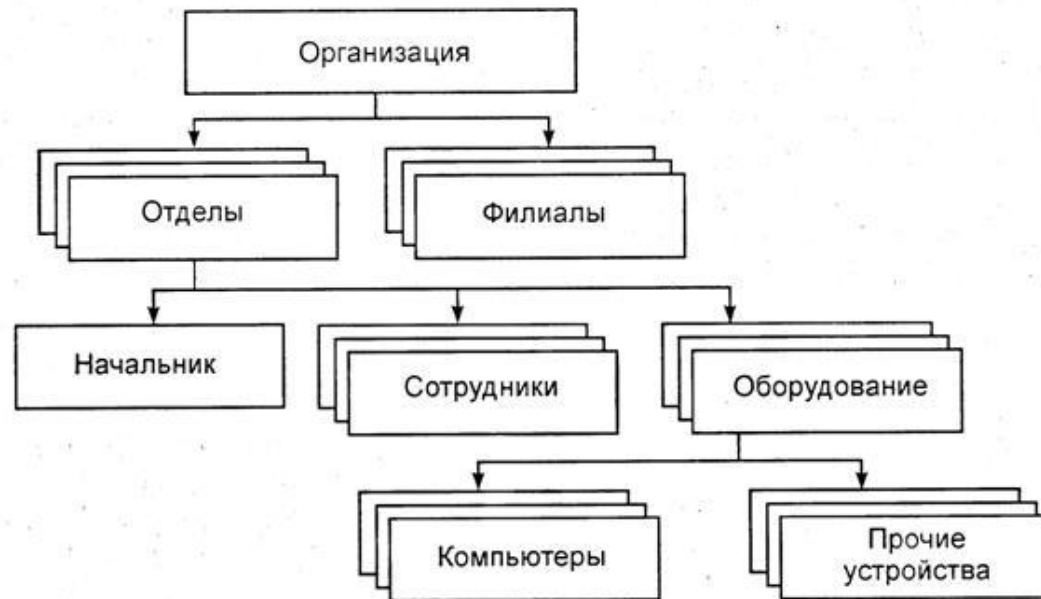 Организация
Отделы
Филиалы
Начальник
Сотрудники
Оборудование
Компьютеры
Прочие
устройства